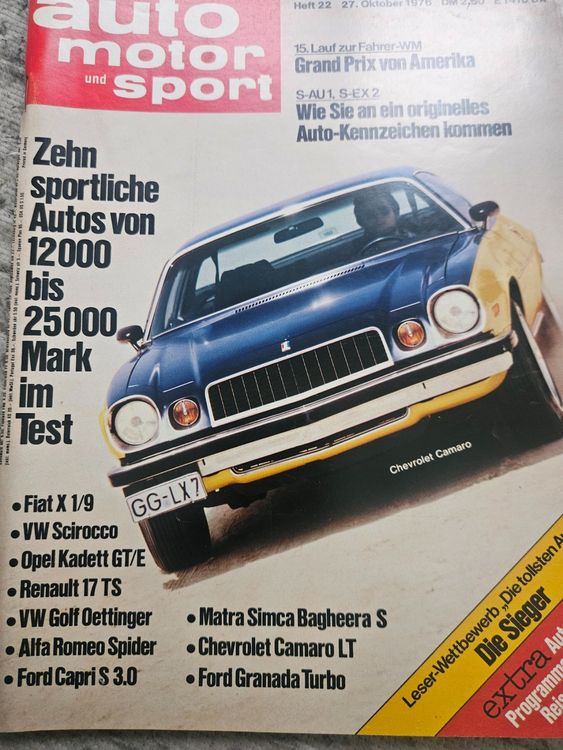 auto
motor
und sport
Heft 22 27. Oktober 1976 DM 2,60
15. Lauf zur Fahrer-WM
Grand Prix von Amerika
S-AU 1, S-EX 2
Wie Sie an ein originelles
Auto-Kennzeichen kommen
Zehn
sportliche
Autos von
12000
bis
25000
Mark
im
Test
Chevrolet Camaro
GG-LX7
• Fiat X 1/9
• VW Scirocco
• Opel Kadett GT/E
• Renault 17 TS
• VW Golf Oettinger
• Alfa Romeo Spider
• Ford Capri S 3.0
• Matra Simca Bagheera S
• Chevrolet Camaro LT
• Ford Granada Turbo
Leser-Wettbewerb „Die tollsten
Die Sieger
extra
Programme